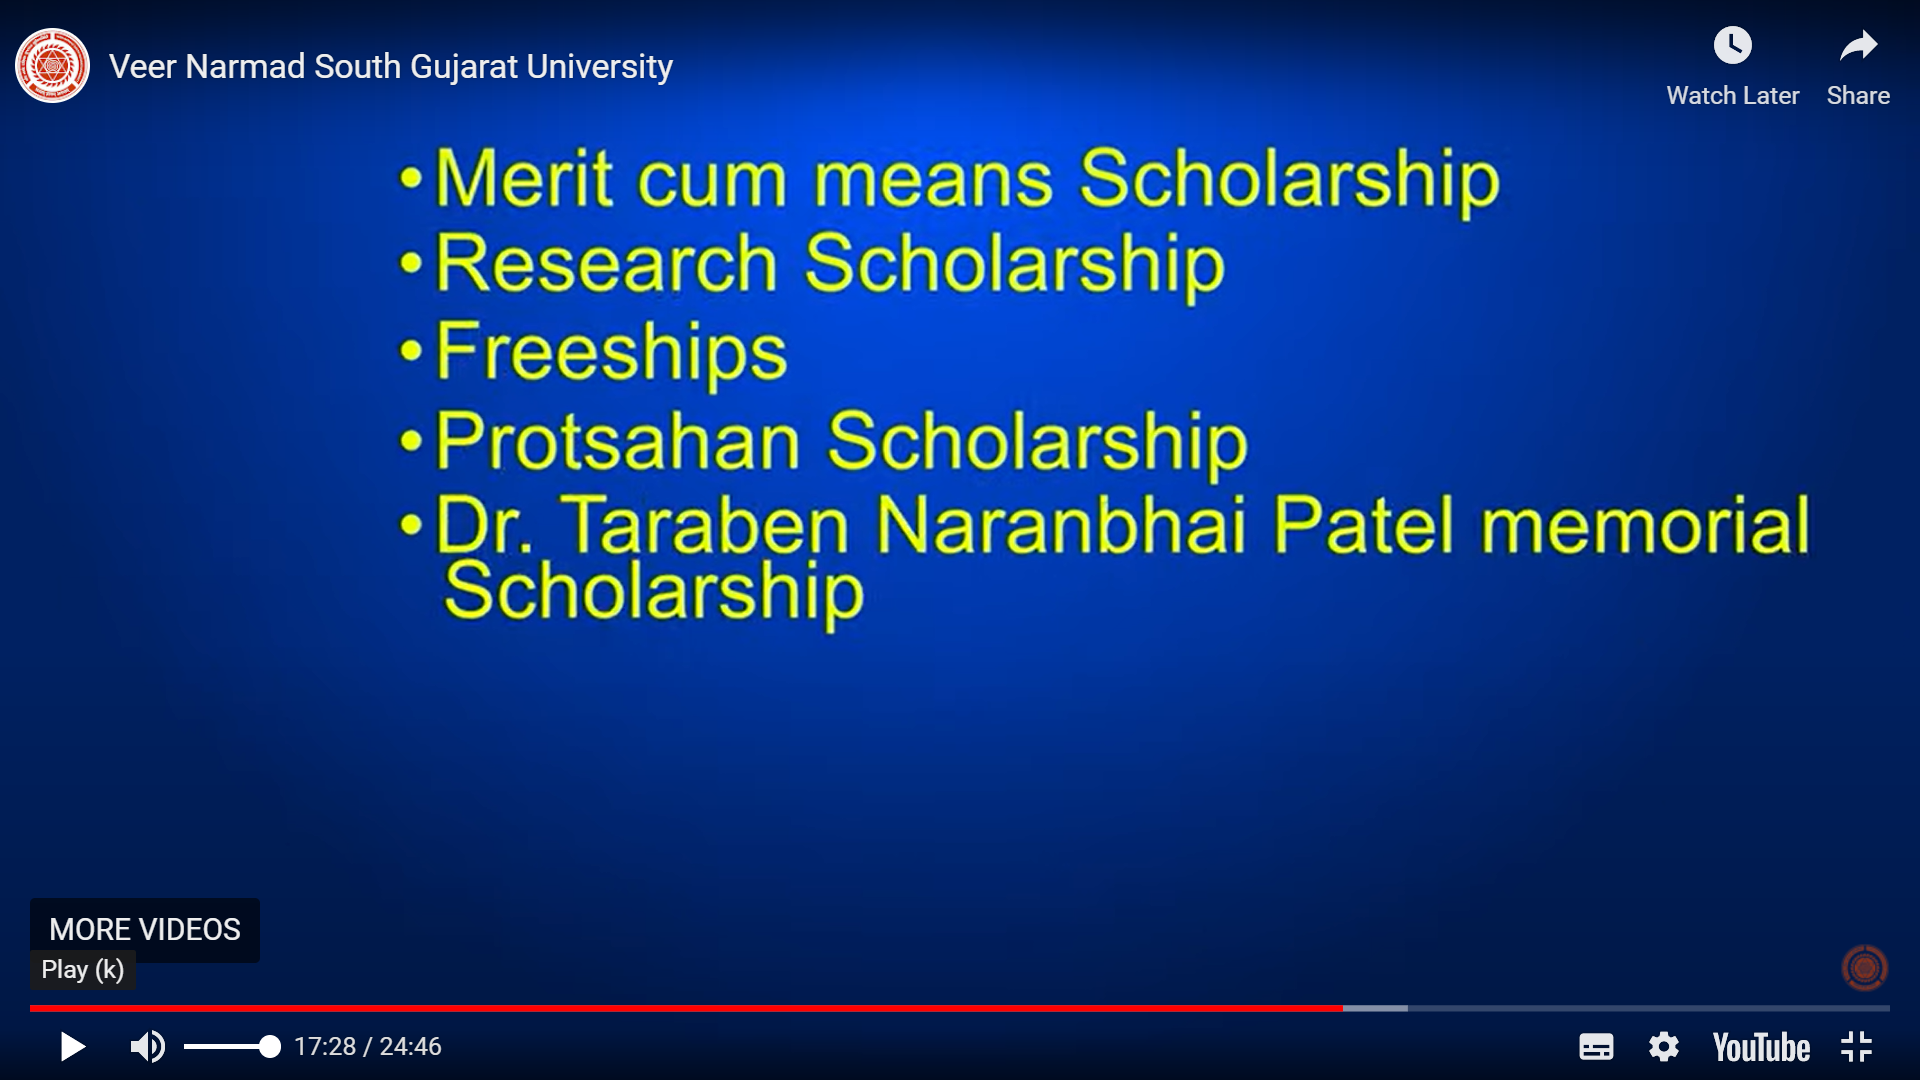 Veer Narmad South Gujarat University
Watch Later
Share
• Merit cum means Scholarship
• Research Scholarship
• Freeships
• Protsahan Scholarship
• Dr. Taraben Naranbhai Patel memorial
Scholarship
MORE VIDEOS
Play (k)
17:28 / 24:46
YouTube